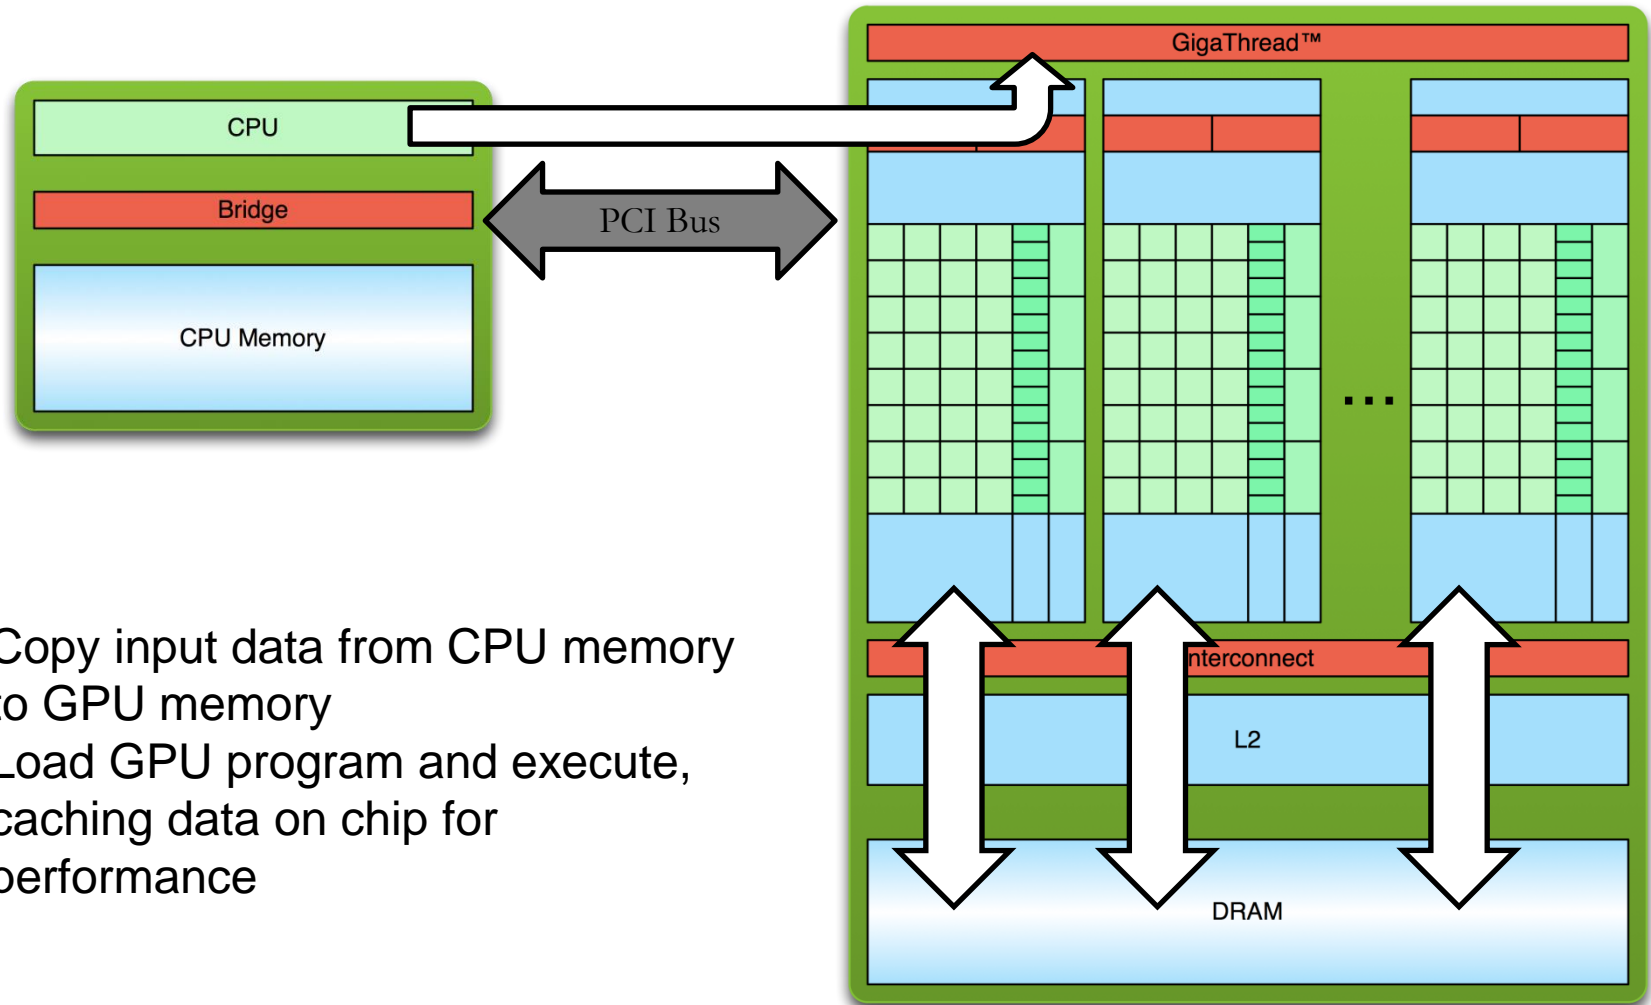 GigaThread™
CPU
Bridge
PCI Bus
CPU Memory
...
Copy input data from CPU memory
to GPU memory
Load GPU program and execute,
caching data on chip for
performance
nterconnect
L2
DRAM